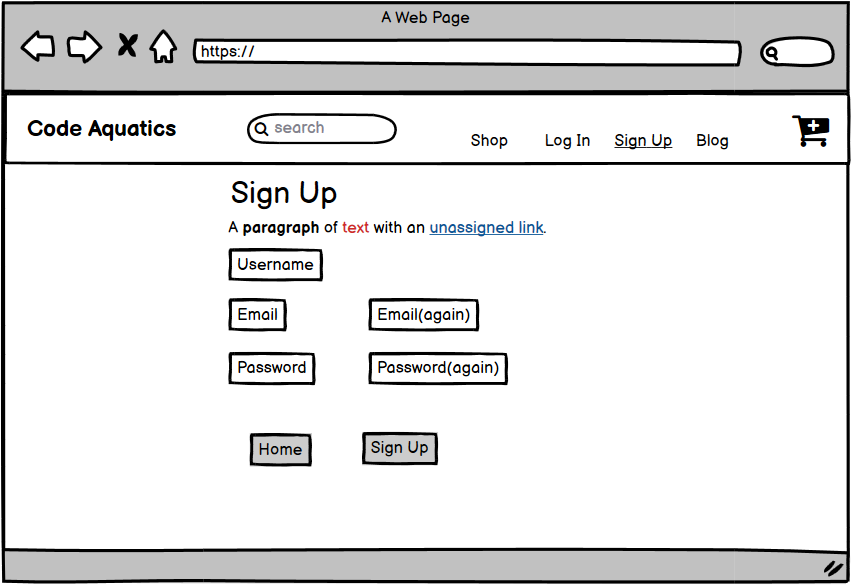 A Web Page
https://
Code Aquatics
search
Shop Log In Sign Up Blog
Sign Up
A paragraph of text with an unassigned link.
Username
Email Email(again)
Password Password(again)
Home Sign Up